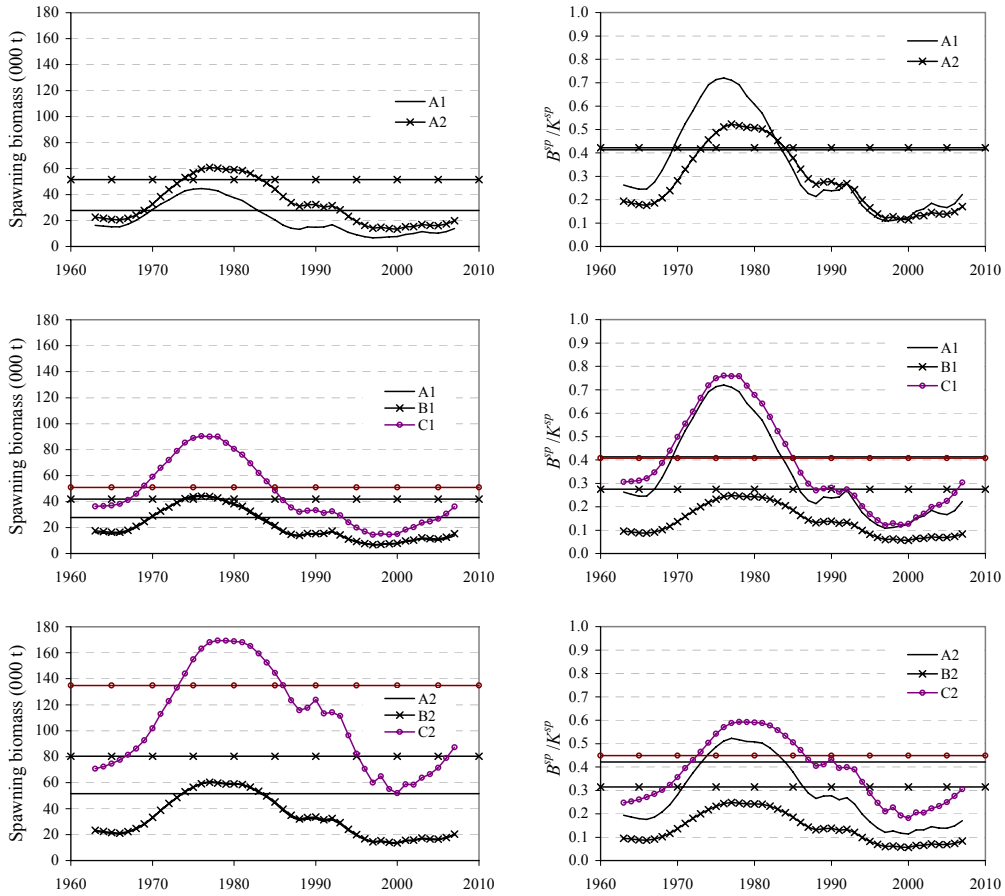 Spawning biomass (000 t)
180
160
140
120
100
80
60
40
20
0
1960 1970 1980 1990 2000 2010
A1
A2
B^sp/K^sp
1.0
0.9
0.8
0.7
0.6
0.5
0.4
0.3
0.2
0.1
0.0
1960 1970 1980 1990 2000 2010
A1
A2
Spawning biomass (000 t)
180
160
140
120
100
80
60
40
20
0
1960 1970 1980 1990 2000 2010
A1
B1
C1
B^sp/K^sp
1.0
0.9
0.8
0.7
0.6
0.5
0.4
0.3
0.2
0.1
0.0
1960 1970 1980 1990 2000 2010
A1
B1
C1
Spawning biomass (000 t)
180
160
140
120
100
80
60
40
20
0
1960 1970 1980 1990 2000 2010
A2
B2
C2
B^sp/K^sp
1.0
0.9
0.8
0.7
0.6
0.5
0.4
0.3
0.2
0.1
0.0
1960 1970 1980 1990 2000 2010
A2
B2
C2